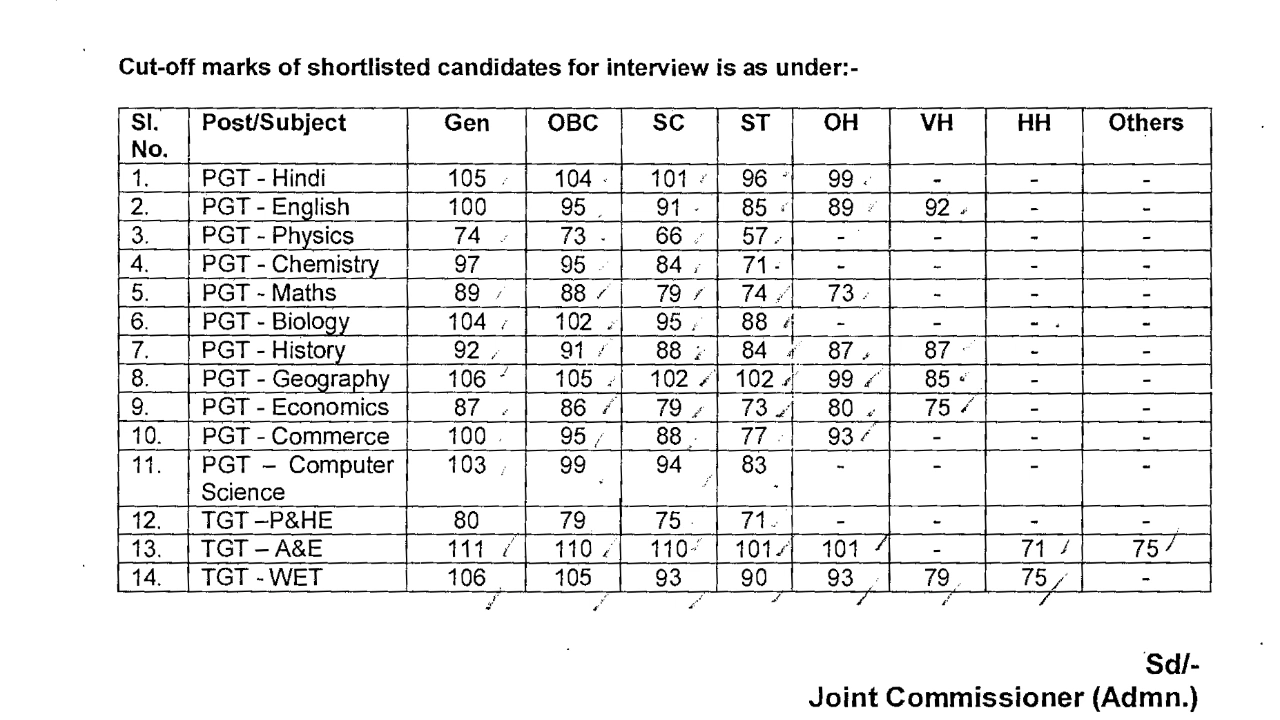 Cut-off marks of shortlisted candidates for interview is as under:-
Sl. No. Post/Subject Gen OBC SC ST OH VH HH Others
1. PGT - Hindi 105 104 101 96 99 - - -
2. PGT - English 100 95 91 85 89 92 - -
3. PGT - Physics 74 73 66 57 - - - -
4. PGT - Chemistry 97 95 84 71 - - - -
5. PGT - Maths 89 88 79 74 73 - - -
6. PGT - Biology 104 102 95 88 - - - -
7. PGT - History 92 91 88 84 87 87 - -
8. PGT - Geography 106 105 102 102 99 85 - -
9. PGT - Economics 87 86 79 73 80 75 - -
10. PGT - Commerce 100 95 88 77 93 - - -
11. PGT – Computer Science 103 99 94 83 - - - -
12. TGT –P&HE 80 79 75 71 - - - -
13. TGT – A&E 111 110 110 101 101 - 71 75
14. TGT - WET 106 105 93 90 93 79 75 -
Sd/-
Joint Commissioner (Admn.)